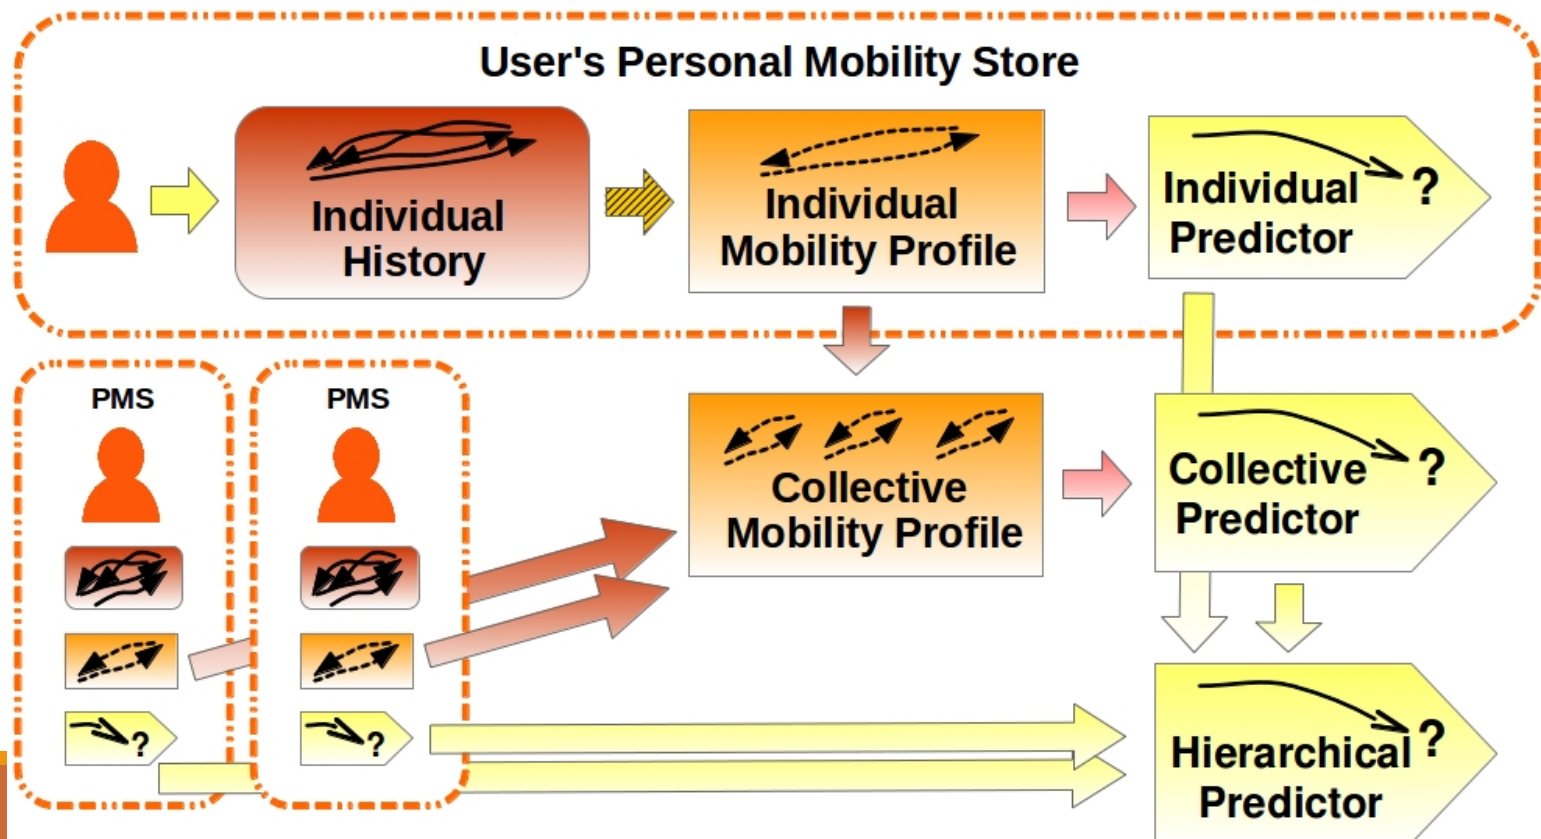 User's Personal Mobility Store
Individual
History
Individual
Mobility Profile
Individual ?
Predictor
PMS
PMS
Collective
Mobility Profile
Collective ?
Predictor
?
?
Hierarchical ?
Predictor